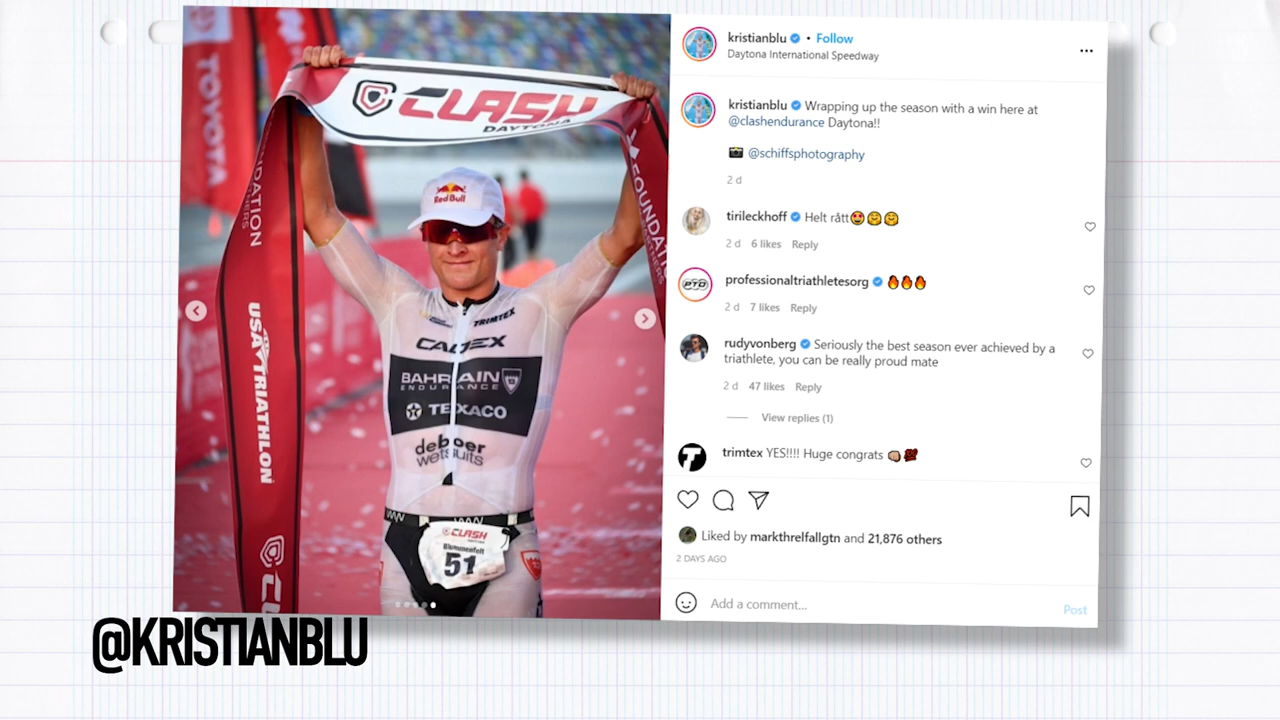 TOYOTA
CLASH
DAYTONA
FOUNDATION
USA TRIATHLON
Red Bull
TRIMTEX
CADEX
BAHRAIN
ENDURANCE
TEXACO
deboer
wetsuits
CLASH
Blummenfelt
51
kristianblu • Follow
Daytona International Speedway
kristianblu Wrapping up the season with a win here at
@clashendurance Daytona!!
📸 @schiffsphotography
2 d
tirileckhoff Helt rått😍🤗🤗
2 d 6 likes Reply
PTO
professionaltriathletesorg 🔥🔥🔥
2 d 7 likes Reply
rudyvonberg Seriously the best season ever achieved by a
triathlete, you can be really proud mate
2 d 47 likes Reply
View replies (1)
trimtex YES!!!! Huge congrats 👊💯
Liked by markthrelfallgtn and 21,876 others
2 DAYS AGO
Add a comment... Post
@KRISTIANBLU